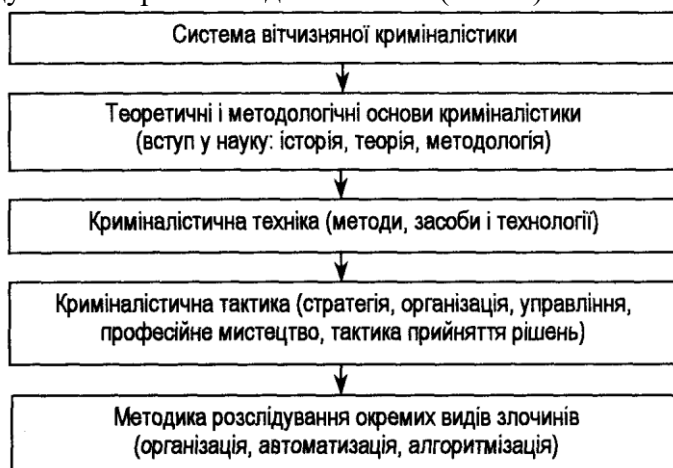 Система вітчизняної криміналістики
Теоретичні і методологічні основи криміналістики
(вступ у науку: історія, теорія, методологія)
Криміналістична техніка (методи, засоби і технології)
Криміналістична тактика (стратегія, організація, управління,
професійне мистецтво, тактика прийняття рішень)
Методика розслідування окремих видів злочинів
(організація, автоматизація, алгоритмізація)